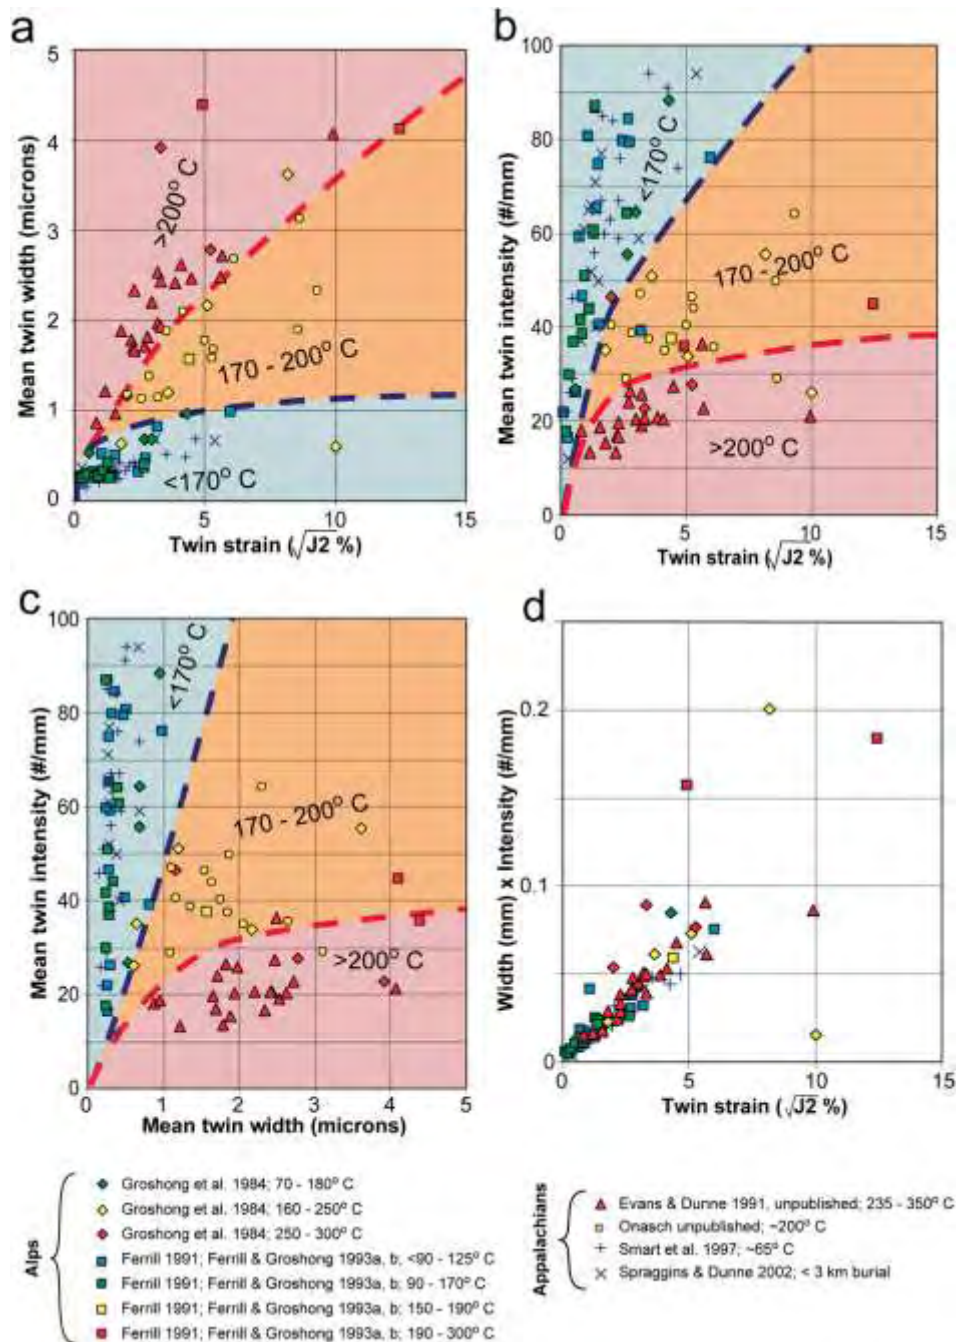 a
5
4
3
2
1
0
0
5
10
15
Mean twin width (microns)
Twin strain (√J2 %)
>200° C
170 - 200° C
<170° C
b
100
80
60
40
20
0
0
5
10
15
Mean twin intensity (#/mm)
Twin strain (√J2 %)
<170° C
170 - 200° C
>200° C
c
100
80
60
40
20
0
0
1
2
3
4
5
Mean twin intensity (#/mm)
Mean twin width (microns)
<170° C
170 - 200° C
>200° C
d
0.2
0.1
0
0
5
10
15
Width (mm) x Intensity (#/mm)
Twin strain (√J2 %)
Alps
Groshong et al. 1984; 70 - 180° C
Groshong et al. 1984; 160 - 250° C
Groshong et al. 1984; 250 - 300° C
Ferrill 1991; Ferrill & Groshong 1993a, b; <90 - 125° C
Ferrill 1991; Ferrill & Groshong 1993a, b; 90 - 170° C
Ferrill 1991; Ferrill & Groshong 1993a, b; 150 - 190° C
Ferrill 1991; Ferrill & Groshong 1993a, b; 190 - 300° C
Appalachians
Evans & Dunne 1991, unpublished; 235 - 350° C
Onasch unpublished; ~200° C
Smart et al. 1997; ~65° C
Spraggins & Dunne 2002; < 3 km burial